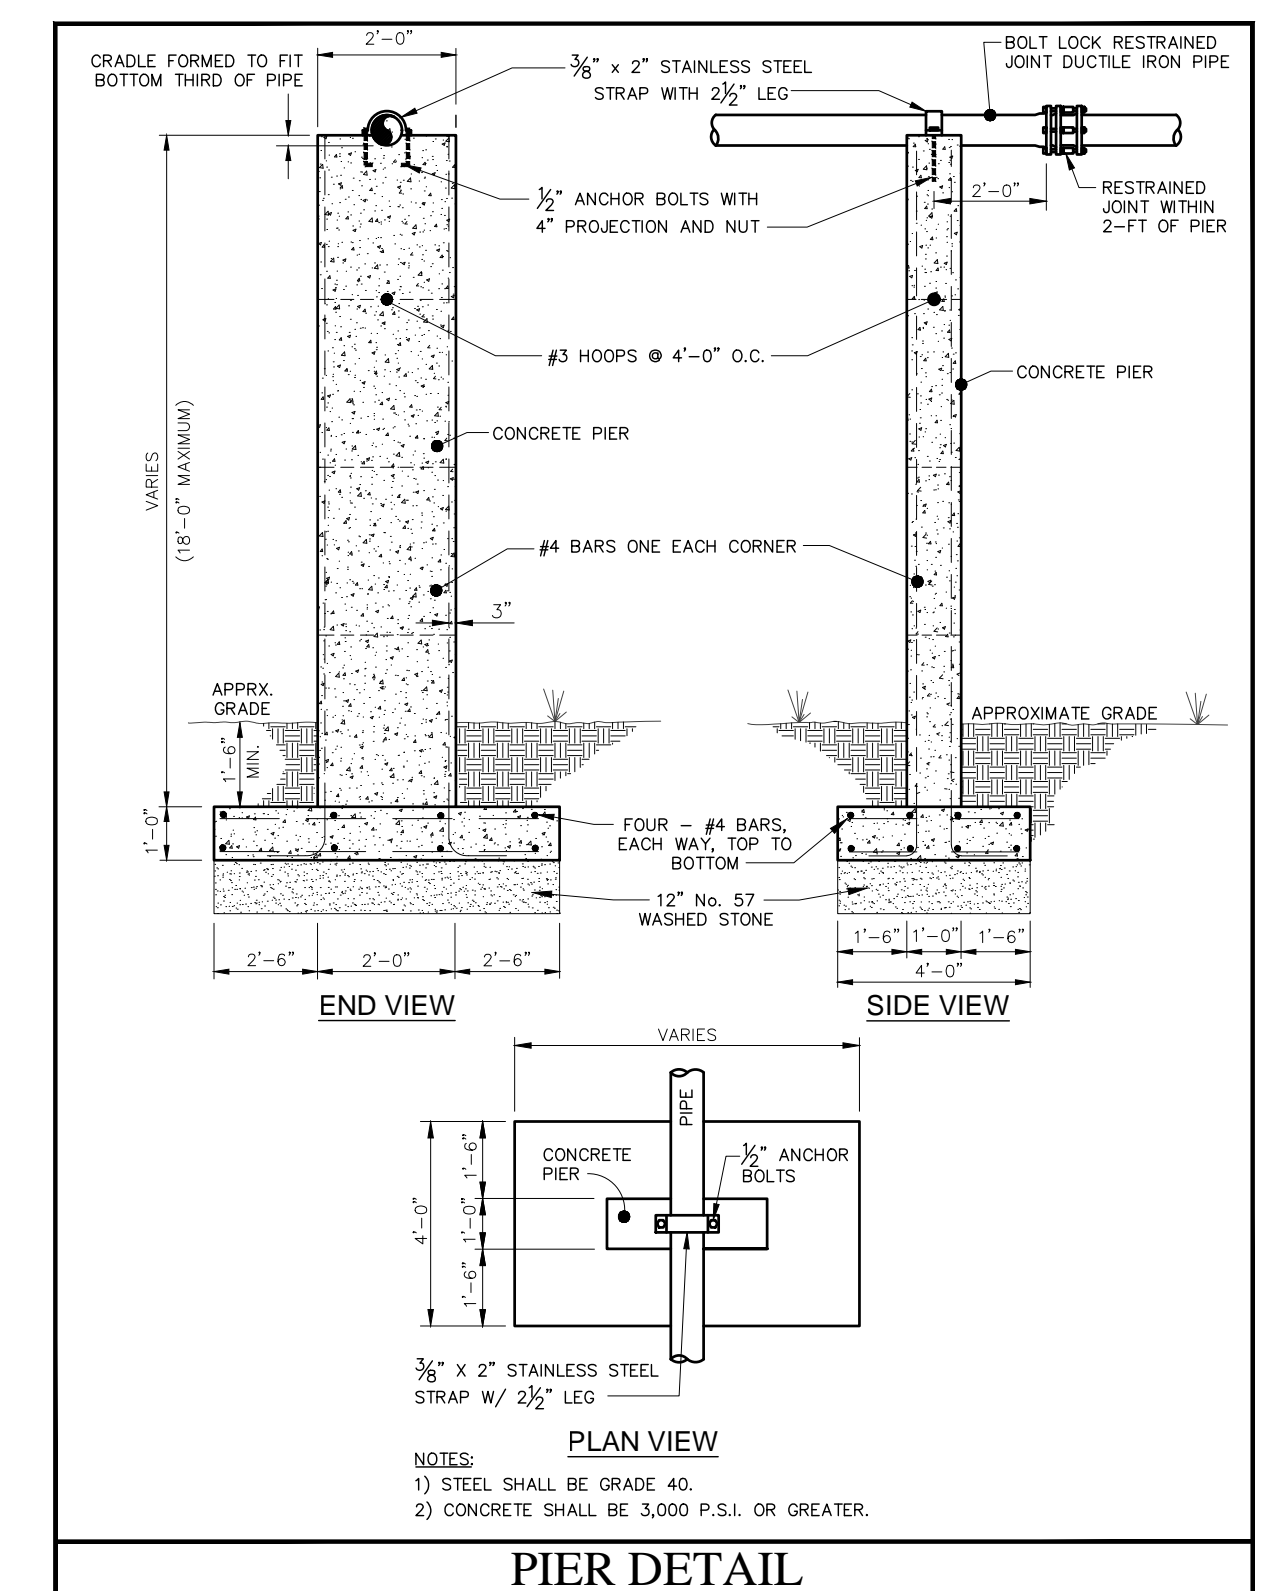 2'-0"
CRADLE FORMED TO FIT
BOTTOM THIRD OF PIPE
3/8" x 2" STAINLESS STEEL
STRAP WITH 2 1/2" LEG
BOLT LOCK RESTRAINED
JOINT DUCTILE IRON PIPE
1/2" ANCHOR BOLTS WITH
4" PROJECTION AND NUT
2'-0"
RESTRAINED
JOINT WITHIN
2-FT OF PIER
#3 HOOPS @ 4'-0" O.C.
CONCRETE PIER
CONCRETE PIER
VARIES
(18'-0" MAXIMUM)
#4 BARS ONE EACH CORNER
3"
APPRX.
GRADE
1'-6"
MIN.
APPROXIMATE GRADE
1'-0"
FOUR - #4 BARS,
EACH WAY, TOP TO
BOTTOM
12" No. 57
WASHED STONE
2'-6" 2'-0" 2'-6"
1'-6" 1'-0" 1'-6"
4'-0"
END VIEW
SIDE VIEW
VARIES
PIPE
CONCRETE
PIER
1/2" ANCHOR
BOLTS
4'-0"
1'-6"
1'-0"
1'-6"
3/8" X 2" STAINLESS STEEL
STRAP W/ 2 1/2" LEG
PLAN VIEW
NOTES:
1) STEEL SHALL BE GRADE 40.
2) CONCRETE SHALL BE 3,000 P.S.I. OR GREATER.
PIER DETAIL